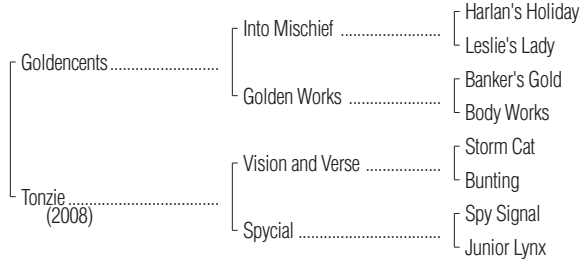 Harlan's Holiday
Into Mischief ....................
Leslie's Lady
Goldencents......................
Banker's Gold
Golden Works ..................
Body Works
Storm Cat
Vision and Verse ...............
Bunting
Tonzie ..............................
(2008)
Spy Signal
Spycial .............................
Junior Lynx